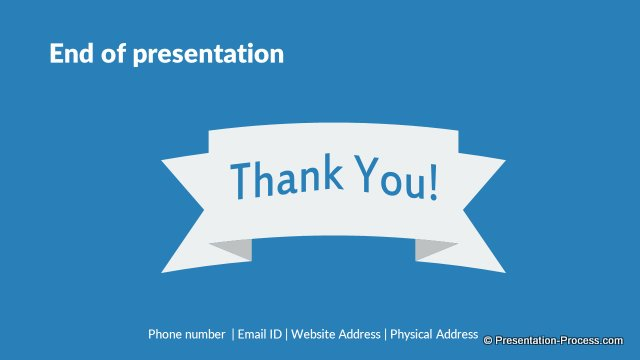 End of presentation
Thank You!
Phone number | Email ID | Website Address | Physical Address
© Presentation-Process.com